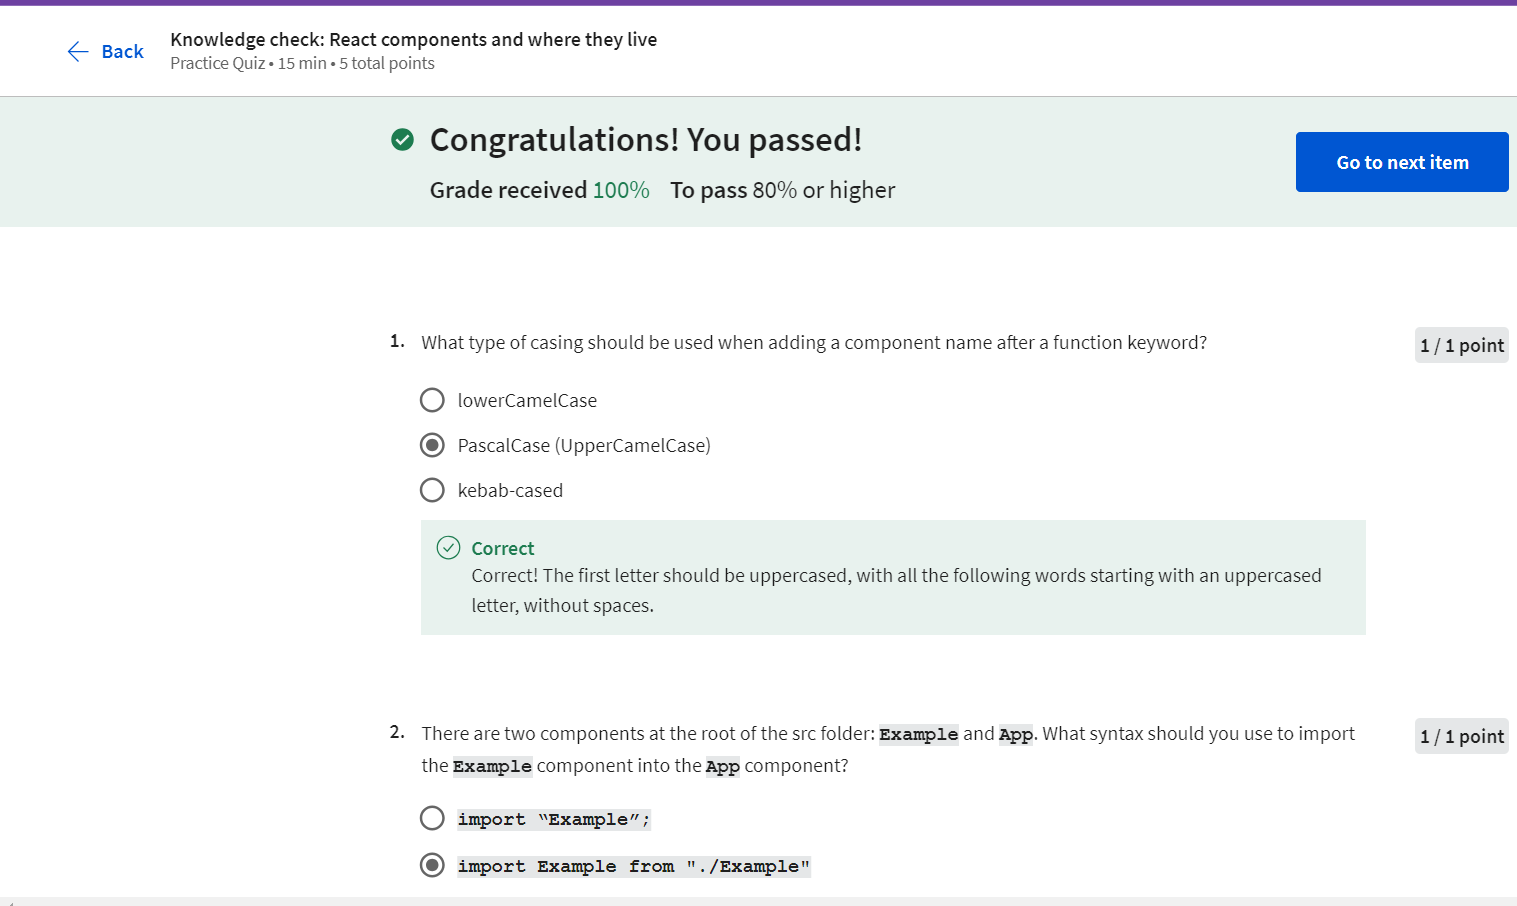 Back
Knowledge check: React components and where they live
Practice Quiz • 15 min • 5 total points
Congratulations! You passed!
Grade received 100% To pass 80% or higher
Go to next item
1. What type of casing should be used when adding a component name after a function keyword?
1 / 1 point
lowerCamelCase
PascalCase (UpperCamelCase)
kebab-cased
Correct
Correct! The first letter should be uppercased, with all the following words starting with an uppercased
letter, without spaces.
2. There are two components at the root of the src folder: Example and App. What syntax should you use to import
the Example component into the App component?
1 / 1 point
import “Example”;
import Example from "./Example"